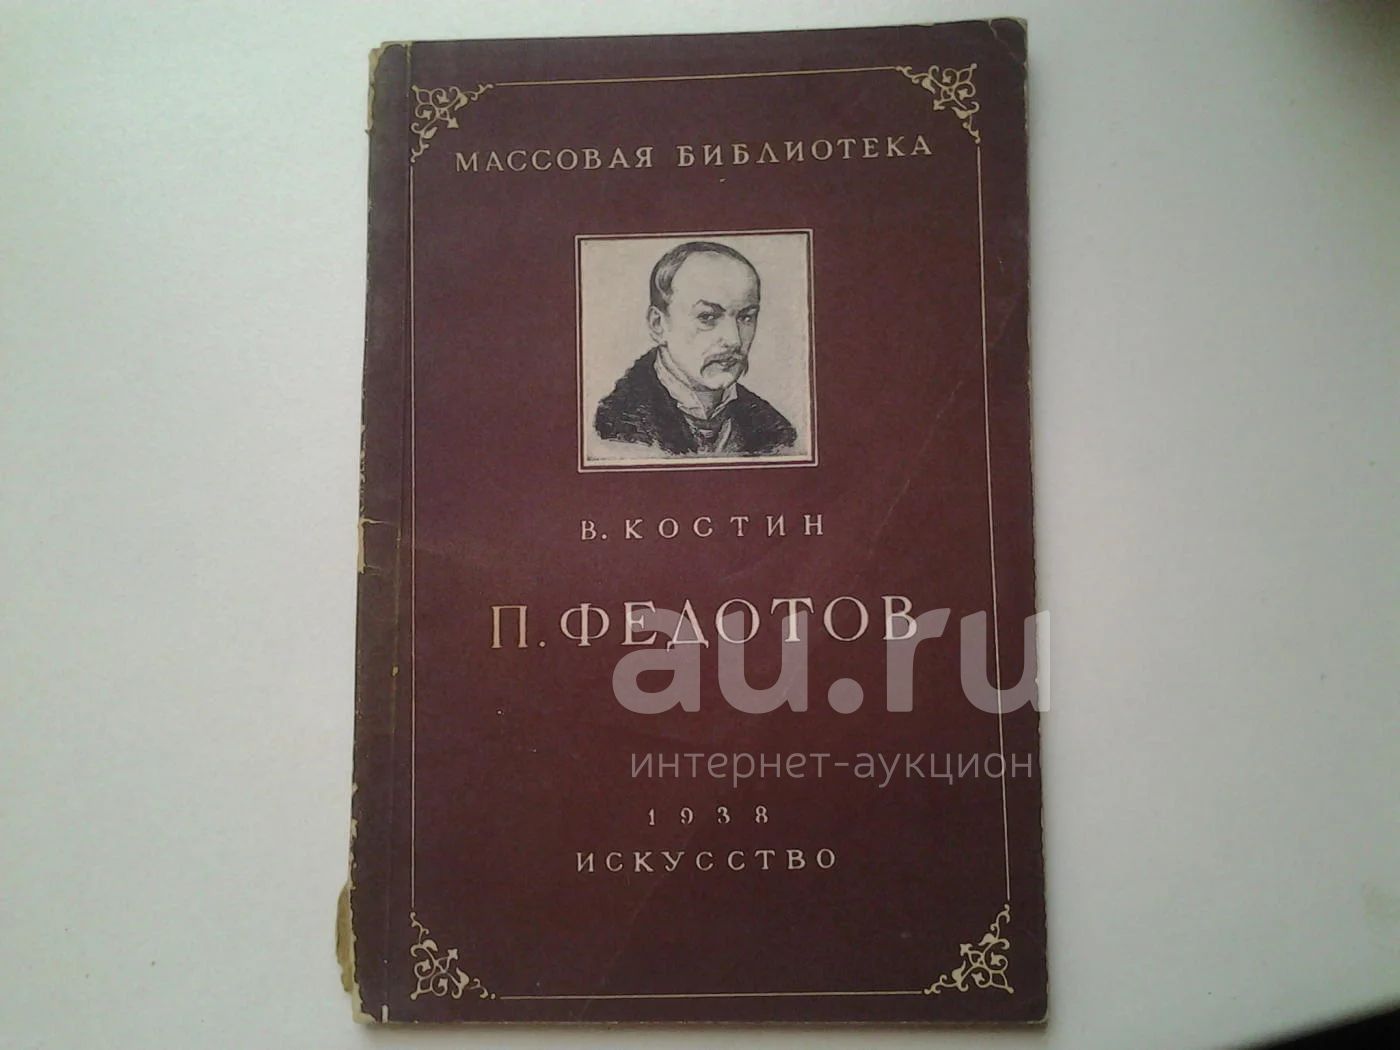 МАССОВАЯ БИБЛИОТЕКА
В. КОСТИН
П. ФЕДОТОВ
au.ru
интернет-аукцион
1938
ИСКУССТВО